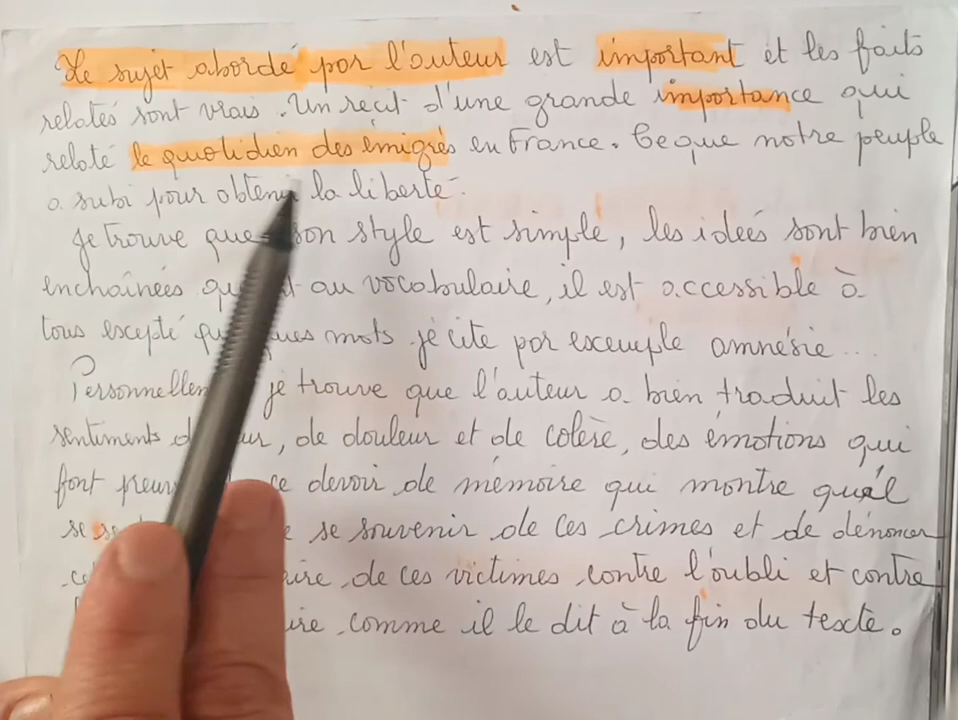 Le sujet abordé por l'auteur est important et les faits
relatés sont vrais. Un récit d'une grande importance qui
relaté le quotidien des émigrés en France. Ce que notre peuple
a subi pour obtenir la liberté.
Je trouve que son style est simple, les idées sont bien
enchaînées au vocabulaire, il est accessible à
tous excepté mots je cite par exemple amnésie...
je trouve que l'auteur a bien traduit les
sentiments de douleur et de colère, des émotions qui
font devoir de mémoire qui montre qu'il
se se souvenir de ces crimes et de dénoncer
de ces victimes contre l'oubli et contre
comme il le dit à la fin du texte.